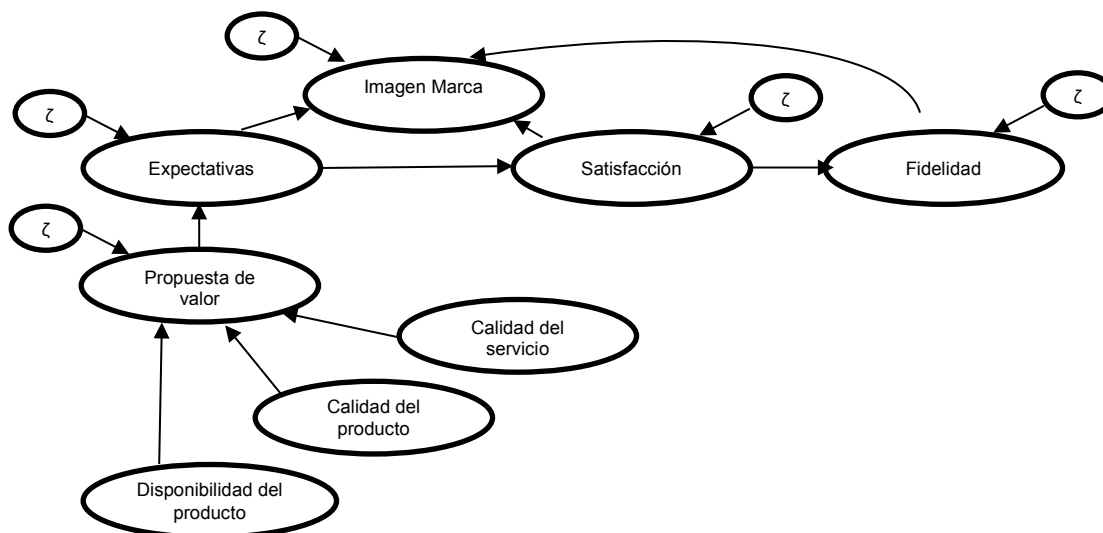 ζ
Imagen Marca
ζ
ζ
ζ
Expectativas
Satisfacción
Fidelidad
ζ
Propuesta de
valor
Calidad del
servicio
Calidad del
producto
Disponibilidad del
producto